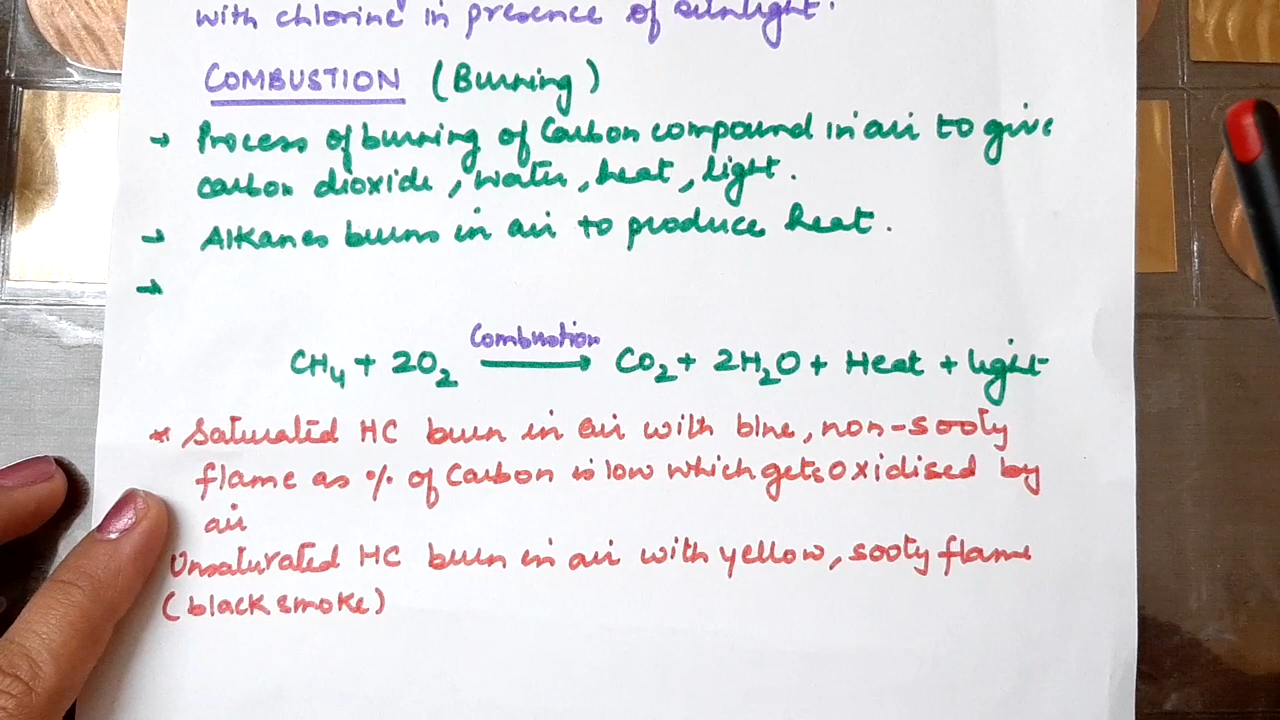 with chlorine in presence of sunlight.
COMBUSTION (Burning)
→ Process of burning of Carbon compound in air to give
carbon dioxide, water, heat, light.
→ Alkanes burns in air to produce heat.
→
Combustion
CH4 + 2O2 → CO2 + 2H2O + Heat + light
* Saturated HC burn in air with blue, non-sooty
flame as % of Carbon is low which gets oxidised by
air
Unsaturated HC burn in air with yellow, sooty flame
(black smoke)